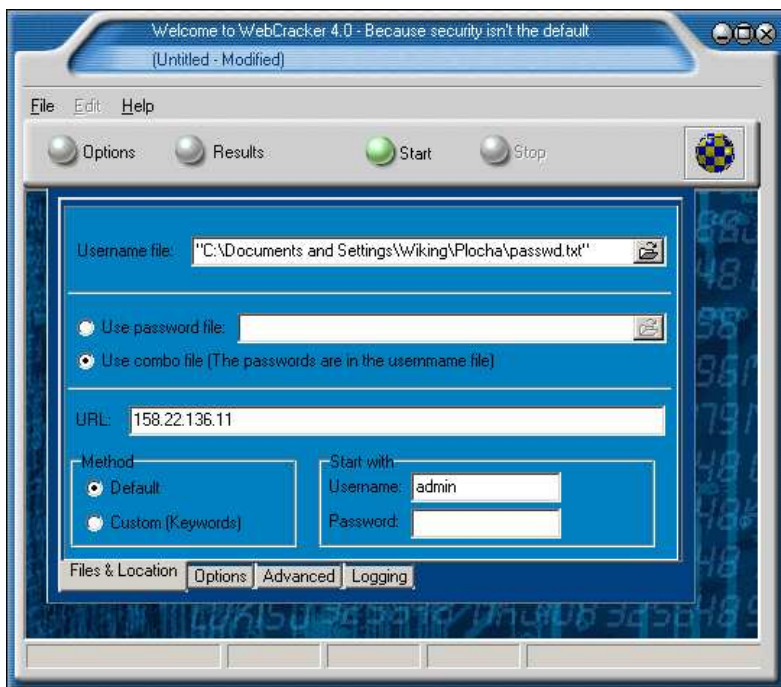 Welcome to WebCracker 4.0 - Because security isn't the default
(Untitled - Modified)
File Edit Help
Options Results Start Stop
Username file: "C:\Documents and Settings\Wiking\Plocha\passwd.txt"
Use password file:
Use combo file (The passwords are in the usernmame file)
URL: 158.22.136.11
Method
Default
Custom (Keywords)
Start with
Username: admin
Password:
Files & Location Options Advanced Logging